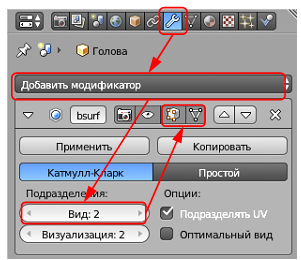 Голова
Добавить модификатор
bsurf
Применить
Копировать
Катмулл-Кларк
Простой
Подразделения:
Опции:
Вид: 2
Подразделять UV
Визуализация: 2
Оптимальный вид